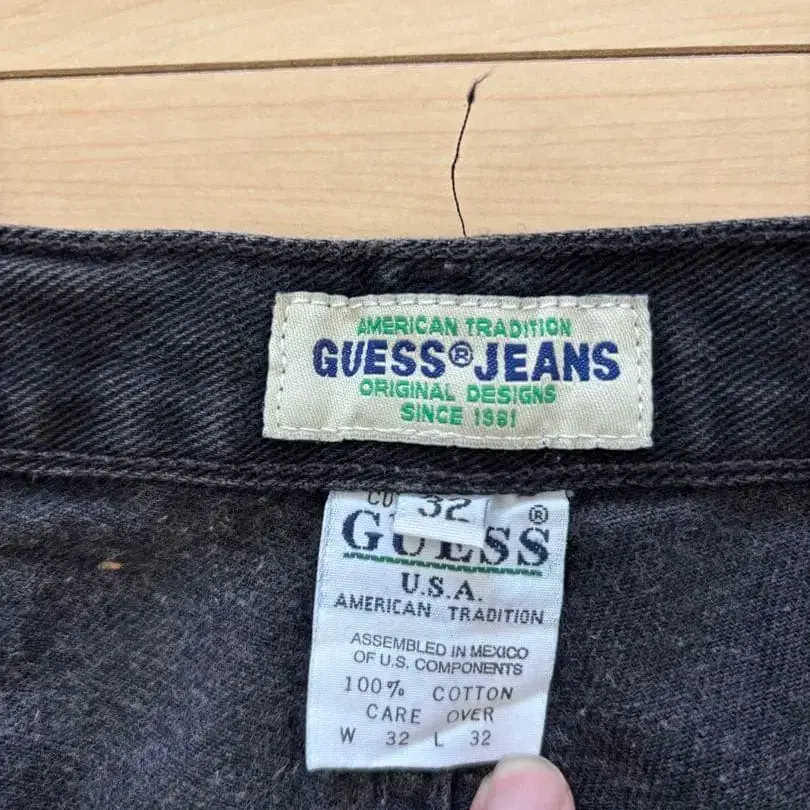 AMERICAN TRADITION
GUESS®JEANS
ORIGINAL DESIGNS
SINCE 1981
32
GUESS®
U.S.A.
AMERICAN TRADITION
ASSEMBLED IN MEXICO
OF U.S. COMPONENTS
100% COTTON
CARE OVER
W 32 L 32